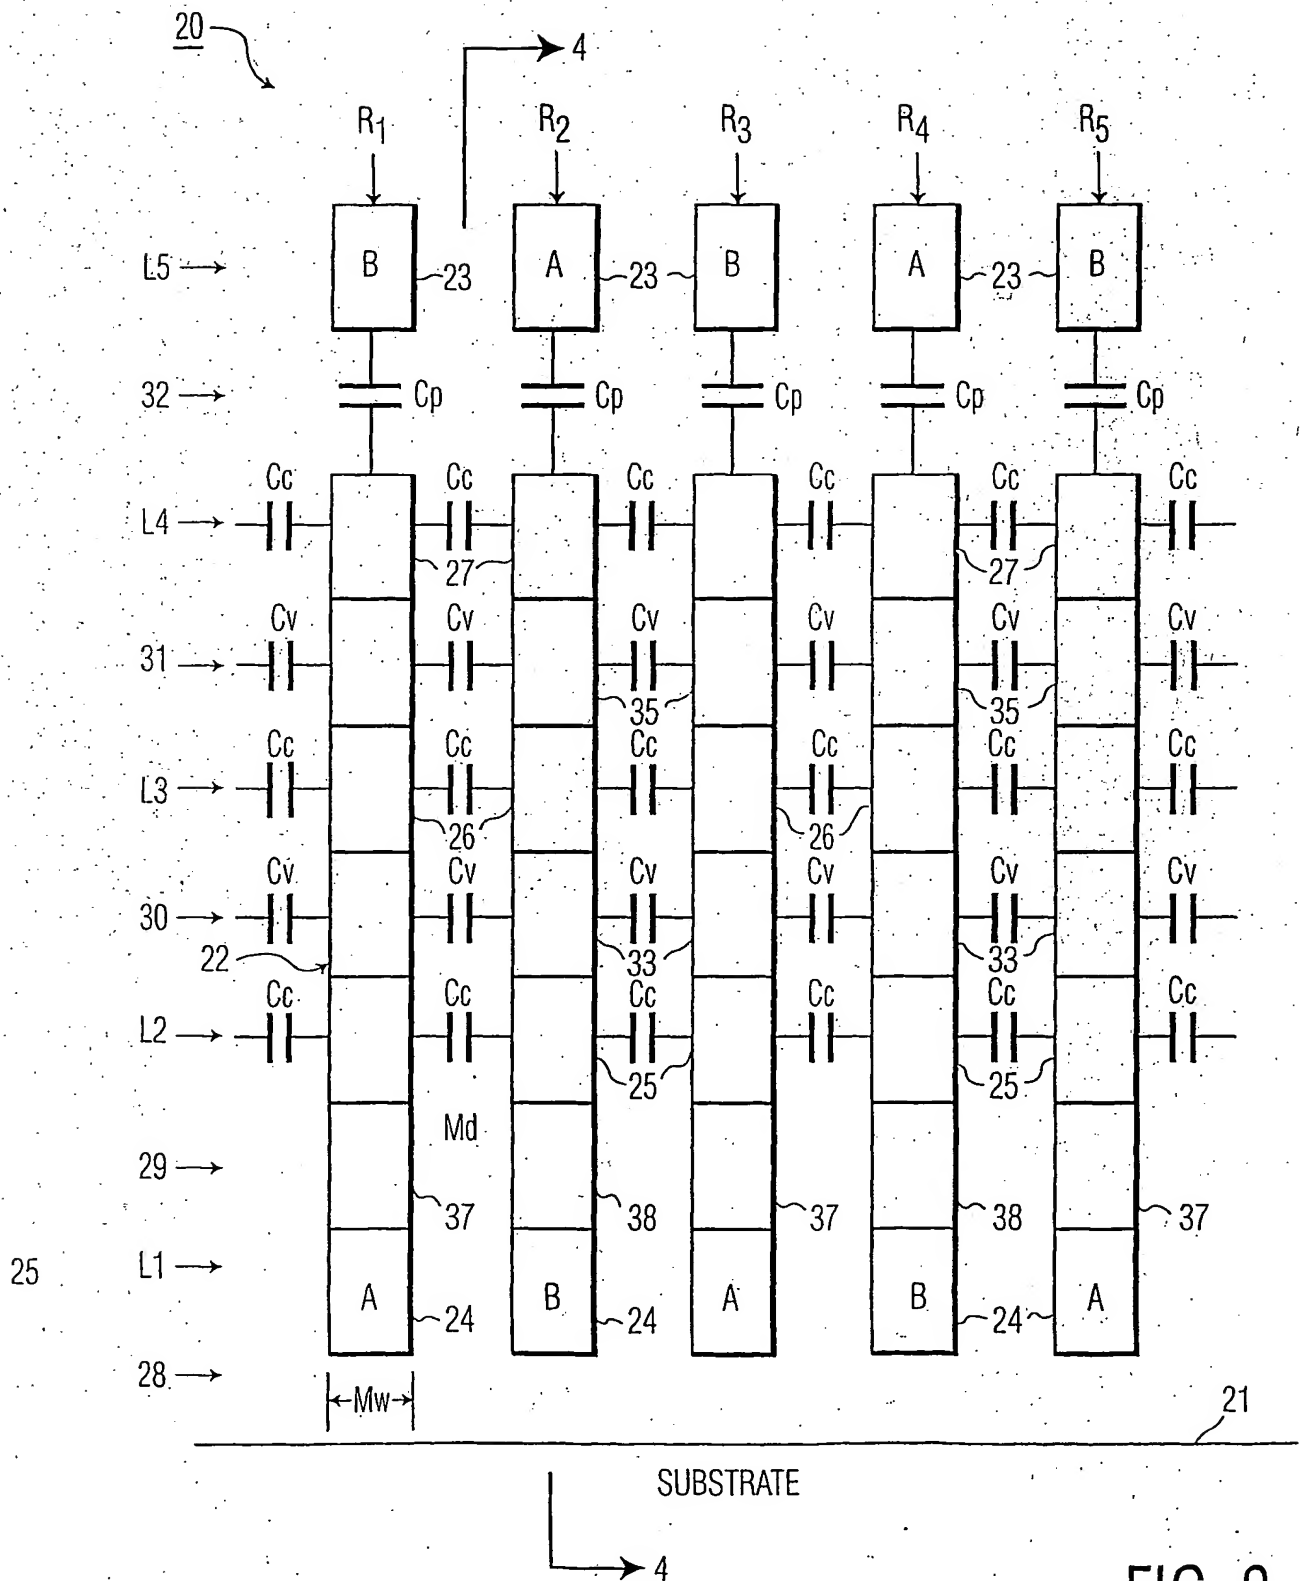 20
4
R1 R2 R3 R4 R5
L5 B 23 A 23 B A 23 B
32 Cp Cp Cp Cp Cp
Cc Cc Cc Cc Cc Cc
L4
27 27
Cv Cv Cv Cv Cv Cv
31
35 35
Cc Cc Cc Cc Cc Cc
L3
26 26
Cv Cv Cv Cv Cv Cv
30
22 33 33
Cc Cc Cc Cc Cc Cc
L2
25 25
Md
29
37 38 37 38 37
25 L1
A 24 B 24 A B 24 A
28
Mw
21
SUBSTRATE
4
FIG.